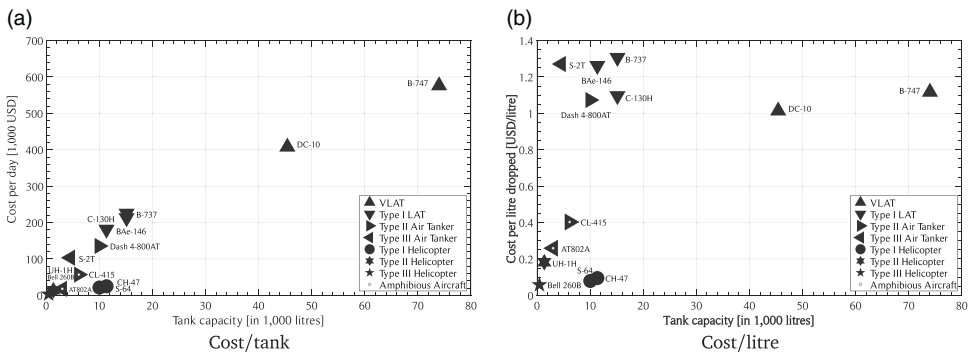 (a)
Cost per day [1,000 USD]
700
600
500
400
300
200
100
0
0
10
20
30
40
50
60
70
80
B-747
DC-10
B-737
C-130H
BAe-146
Dash 4-800AT
S-2T
UH-1H
CL-415
Bell 260B
AT802A
CH-47
S-64
VLAT
Type I LAT
Type II Air Tanker
Type III Air Tanker
Type I Helicopter
Type II Helicopter
Type III Helicopter
Amphibious Aircraft
Tank capacity [in 1,000 litres]
Cost/tank
(b)
Cost per litre dropped [USD/litre]
1.4
1.2
1
0.8
0.6
0.4
0.2
0
0
10
20
30
40
50
60
70
80
B-737
S-2T
BAe-146
C-130H
Dash 4-800AT
B-747
DC-10
CL-415
AT802A
UH-1H
S-64
CH-47
Bell 260B
VLAT
Type I LAT
Type II Air Tanker
Type III Air Tanker
Type I Helicopter
Type II Helicopter
Type III Helicopter
Amphibious Aircraft
Tank capacity [in 1,000 litres]
Cost/litre